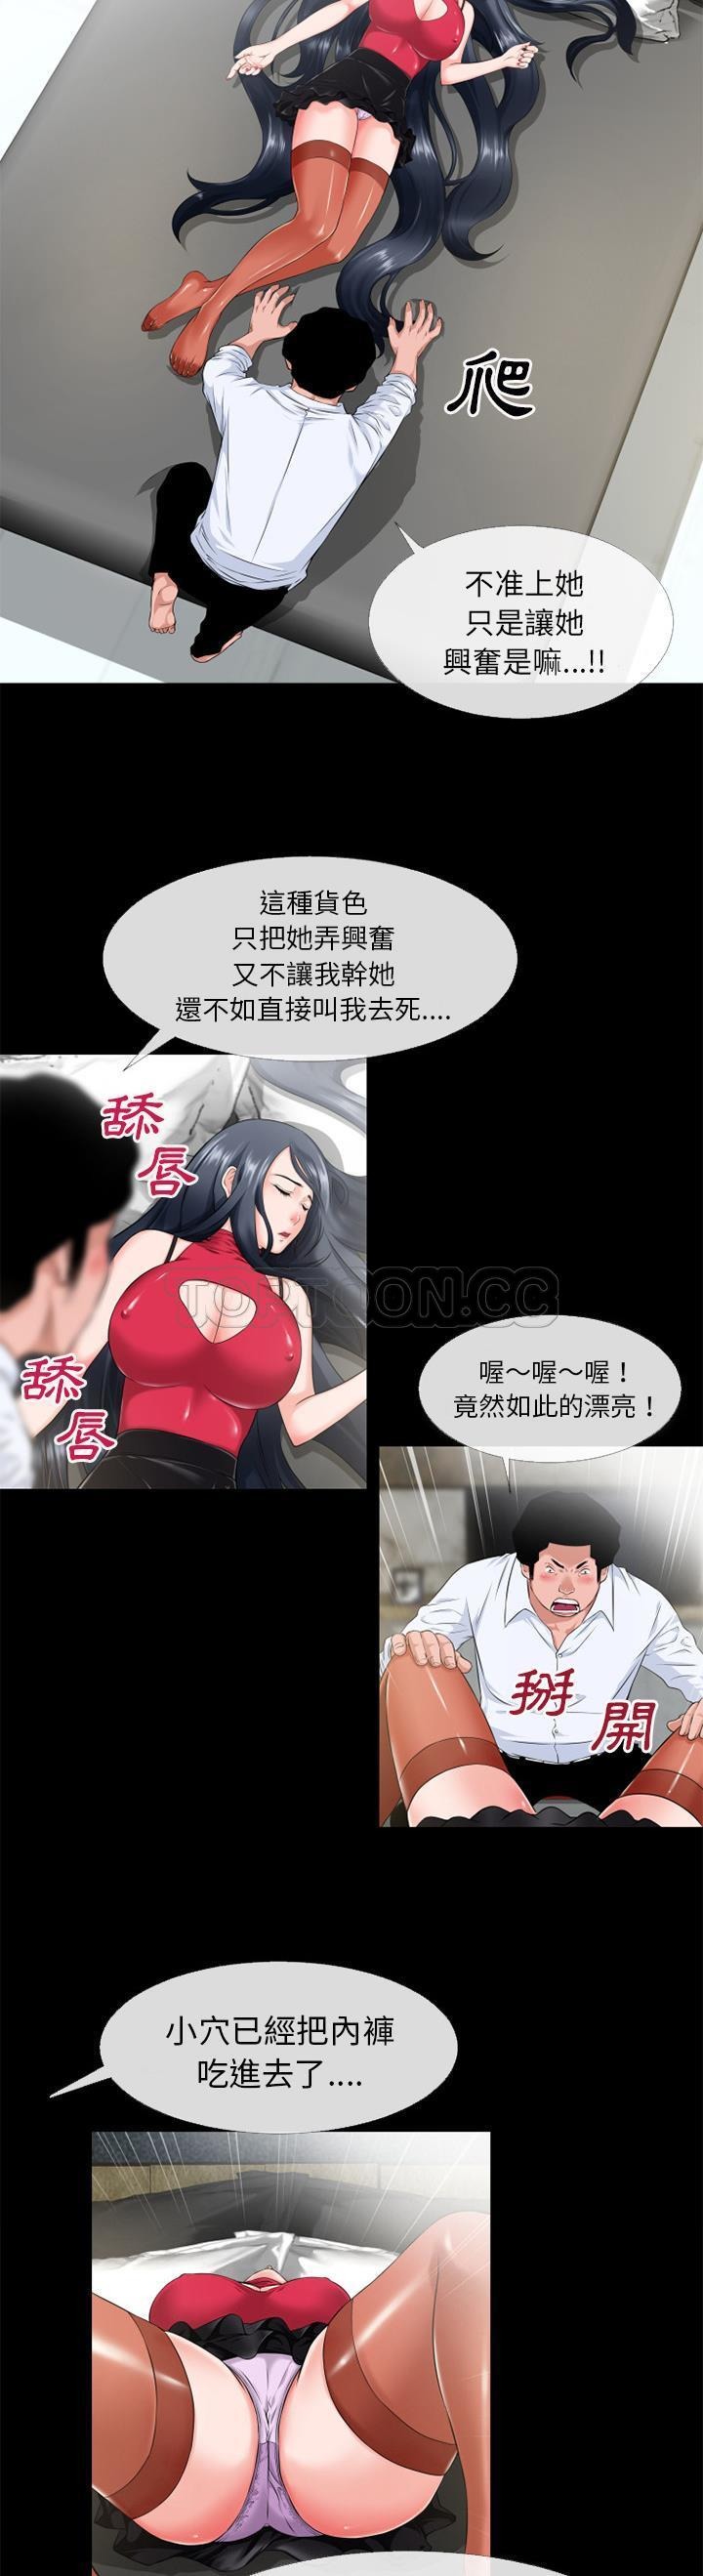 爬
不准上她
只是讓她
興奮是嘛...!!
這種貨色
只把她弄興奮
又不讓我幹她
還不如直接叫我去死....
舔
唇
TOPTOON.CC
舔
唇
喔～喔～喔！
竟然如此的漂亮！
掰
開
小穴已經把內褲
吃進去了....